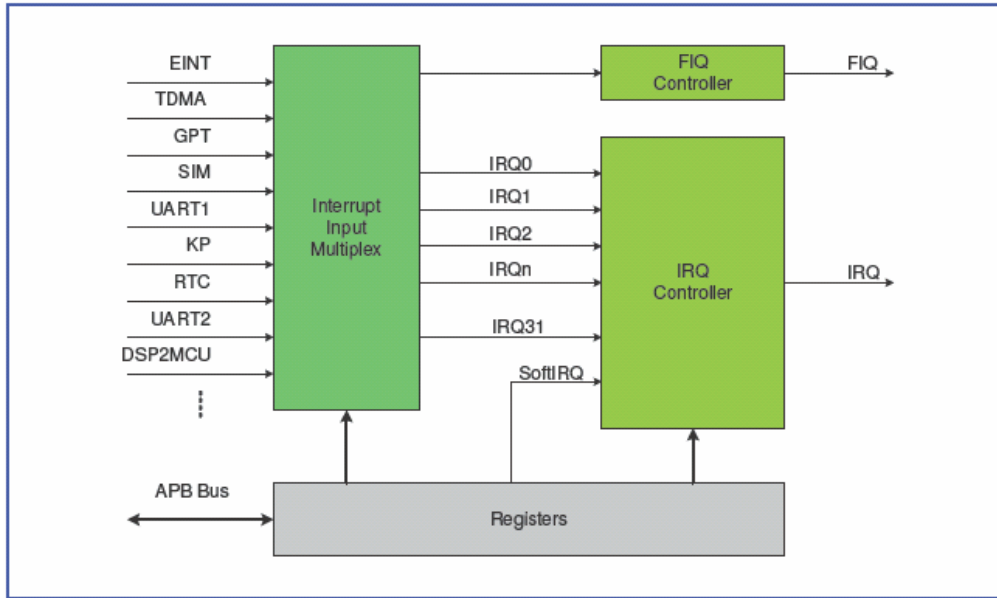 EINT
TDMA
GPT
SIM
UART1
KP
RTC
UART2
DSP2MCU
APB Bus
Interrupt
Input
Multiplex
IRQ0
IRQ1
IRQ2
IRQn
IRQ31
SoftIRQ
FIQ
Controller
FIQ
IRQ
Controller
IRQ
Registers